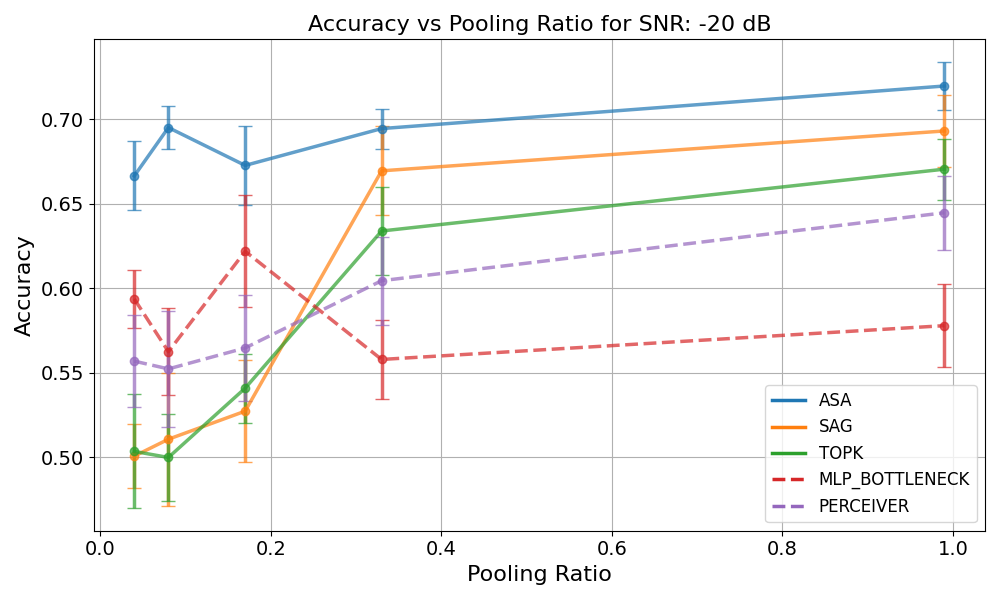 Accuracy vs Pooling Ratio for SNR: -20 dB
Accuracy
0.70
0.65
0.60
0.55
0.50
0.0
0.2
0.4
0.6
0.8
1.0
Pooling Ratio
ASA
SAG
TOPK
MLP_BOTTLENECK
PERCEIVER